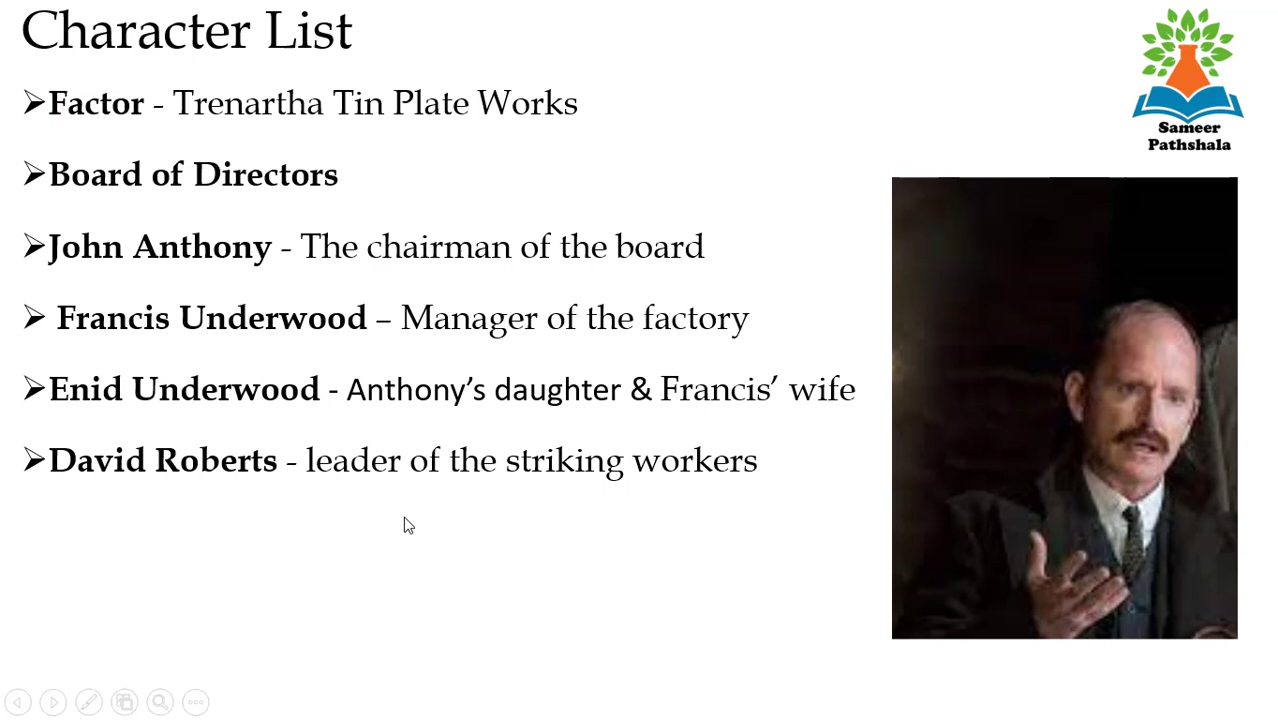 Character List
➢Factor - Trenartha Tin Plate Works
➢Board of Directors
➢John Anthony - The chairman of the board
➢ Francis Underwood – Manager of the factory
➢Enid Underwood - Anthony’s daughter & Francis’ wife
➢David Roberts - leader of the striking workers
Sameer
Pathshala